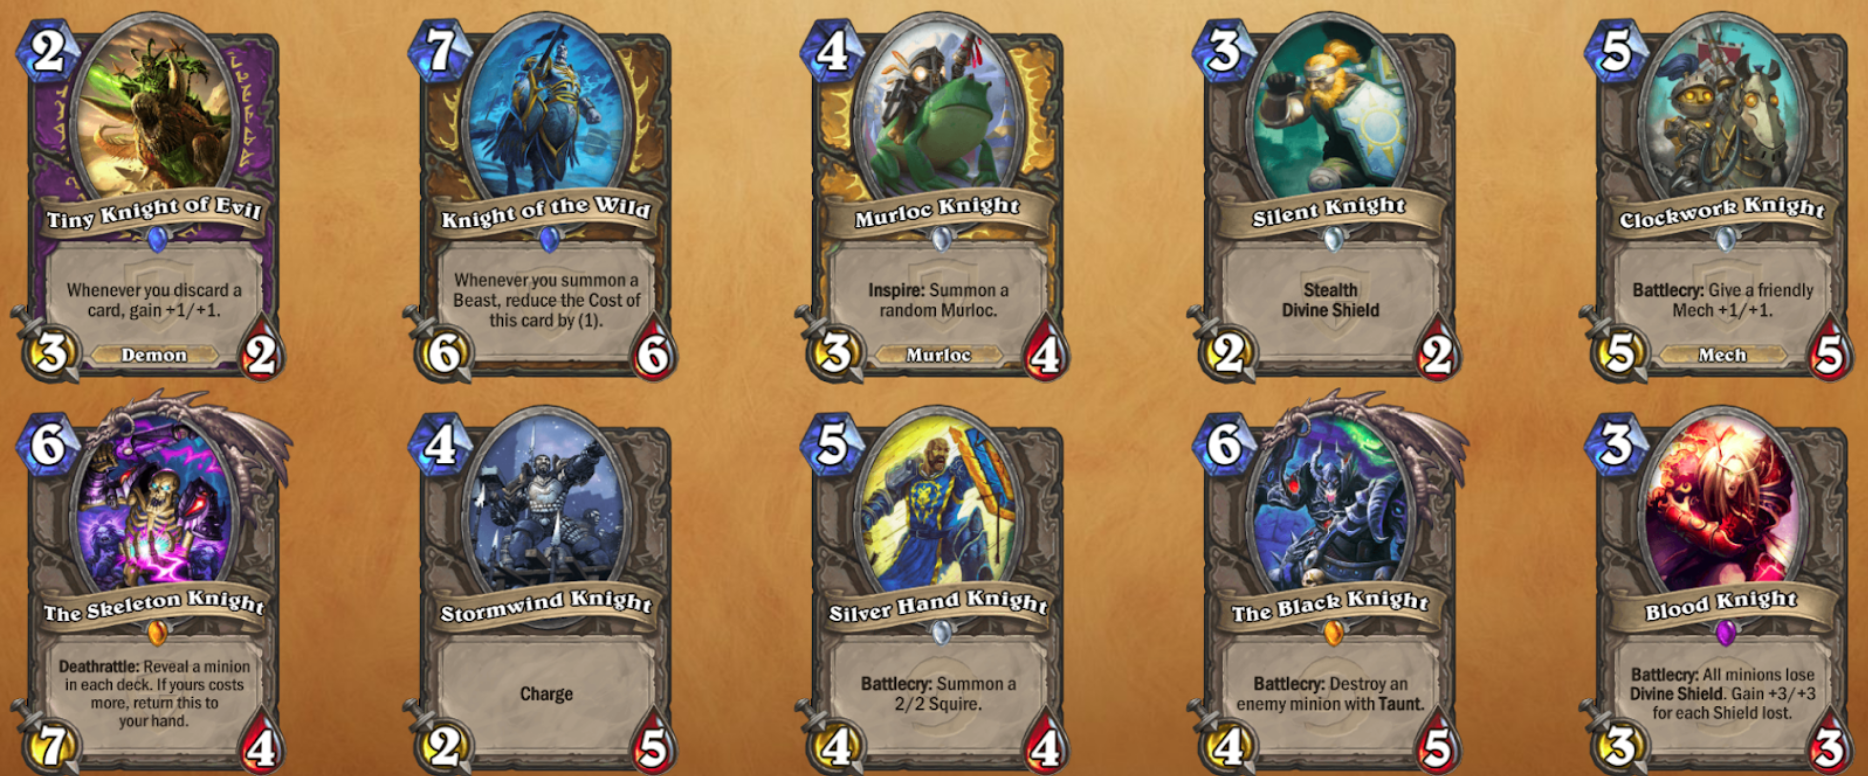 2
Tiny Knight of Evil
Whenever you discard a
card, gain +1/+1.
3
Demon
2
7
Knight of the Wild
Whenever you summon a
Beast, reduce the Cost of
this card by (1).
6
6
4
Murloc Knight
Inspire: Summon a
random Murloc.
3
Murloc
4
3
Silent Knight
Stealth
Divine Shield
2
2
5
Clockwork Knight
Battlecry: Give a friendly
Mech +1/+1.
5
Mech
5
6
The Skeleton Knight
Deathrattle: Reveal a minion
in each deck. If yours costs
more, return this to
your hand.
7
4
4
Stormwind Knight
Charge
2
5
5
Silver Hand Knight
Battlecry: Summon a
2/2 Squire.
4
4
6
The Black Knight
Battlecry: Destroy an
enemy minion with Taunt.
4
5
3
Blood Knight
Battlecry: All minions lose
Divine Shield. Gain +3/+3
for each Shield lost.
3
3